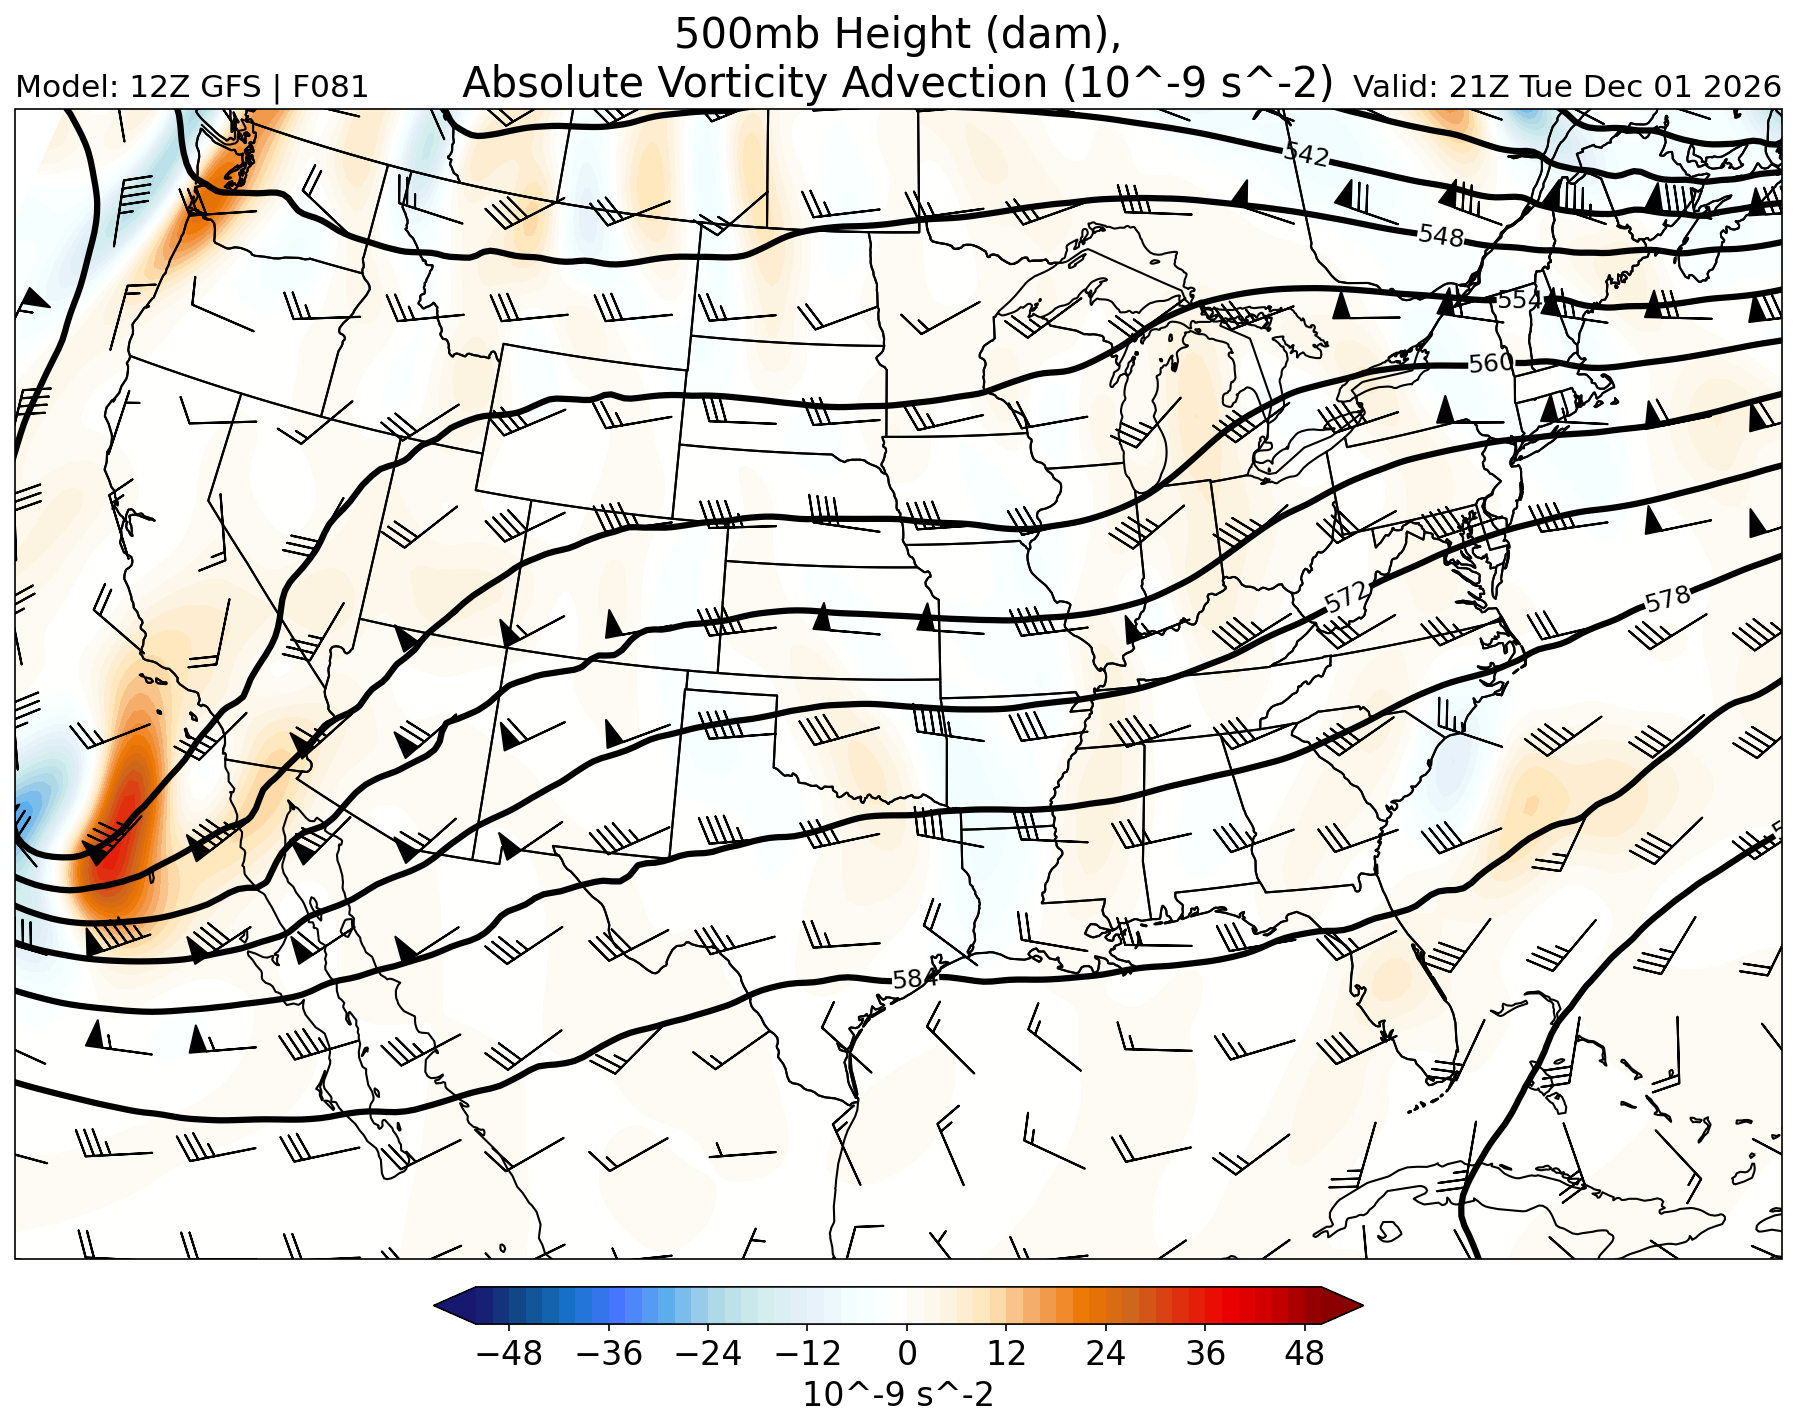 500mb Height (dam),
Model: 12Z GFS | F081
Absolute Vorticity Advection (10^-9 s^-2)
Valid: 21Z Tue Dec 01 2026
542
548
554
560
572
578
584
−48 −36 −24 −12 0 12 24 36 48
10^-9 s^-2